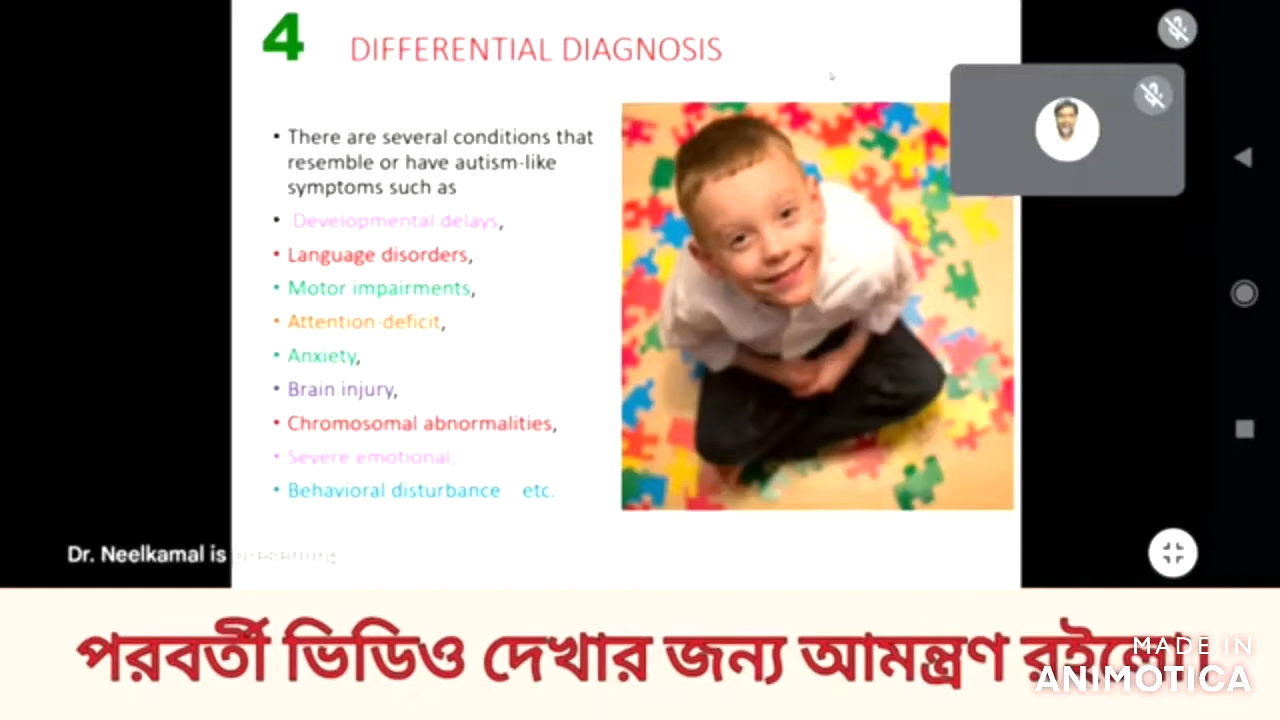 4 DIFFERENTIAL DIAGNOSIS
• There are several conditions that
resemble or have autism-like
symptoms such as
• Developmental delays,
• Language disorders,
• Motor impairments,
• Attention-deficit,
• Anxiety,
• Brain injury,
• Chromosomal abnormalities,
• Severe emotional,
• Behavioral disturbance etc.
Dr. Neelkamal is presenting
পরবর্তী ভিডিও দেখার জন্য আমন্ত্রণ রইলো।
MADE IN
ANIMOTICA